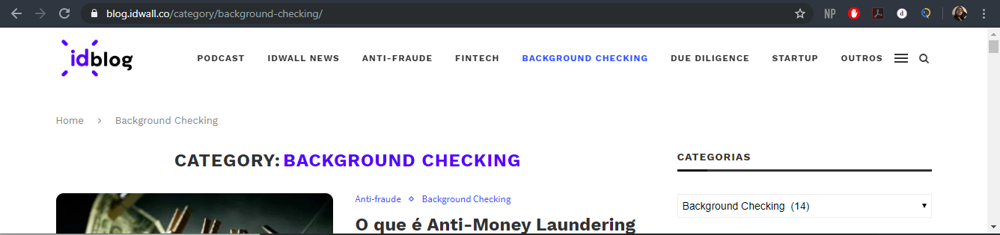 blog.idwall.co/category/background-checking/
NP
d
idblog
PODCAST IDWALL NEWS ANTI-FRAUDE FINTECH BACKGROUND CHECKING DUE DILIGENCE STARTUP OUTROS
Home > Background Checking
CATEGORY: BACKGROUND CHECKING
CATEGORIAS
Anti-fraude Background Checking
Background Checking (14)
O que é Anti-Money Laundering